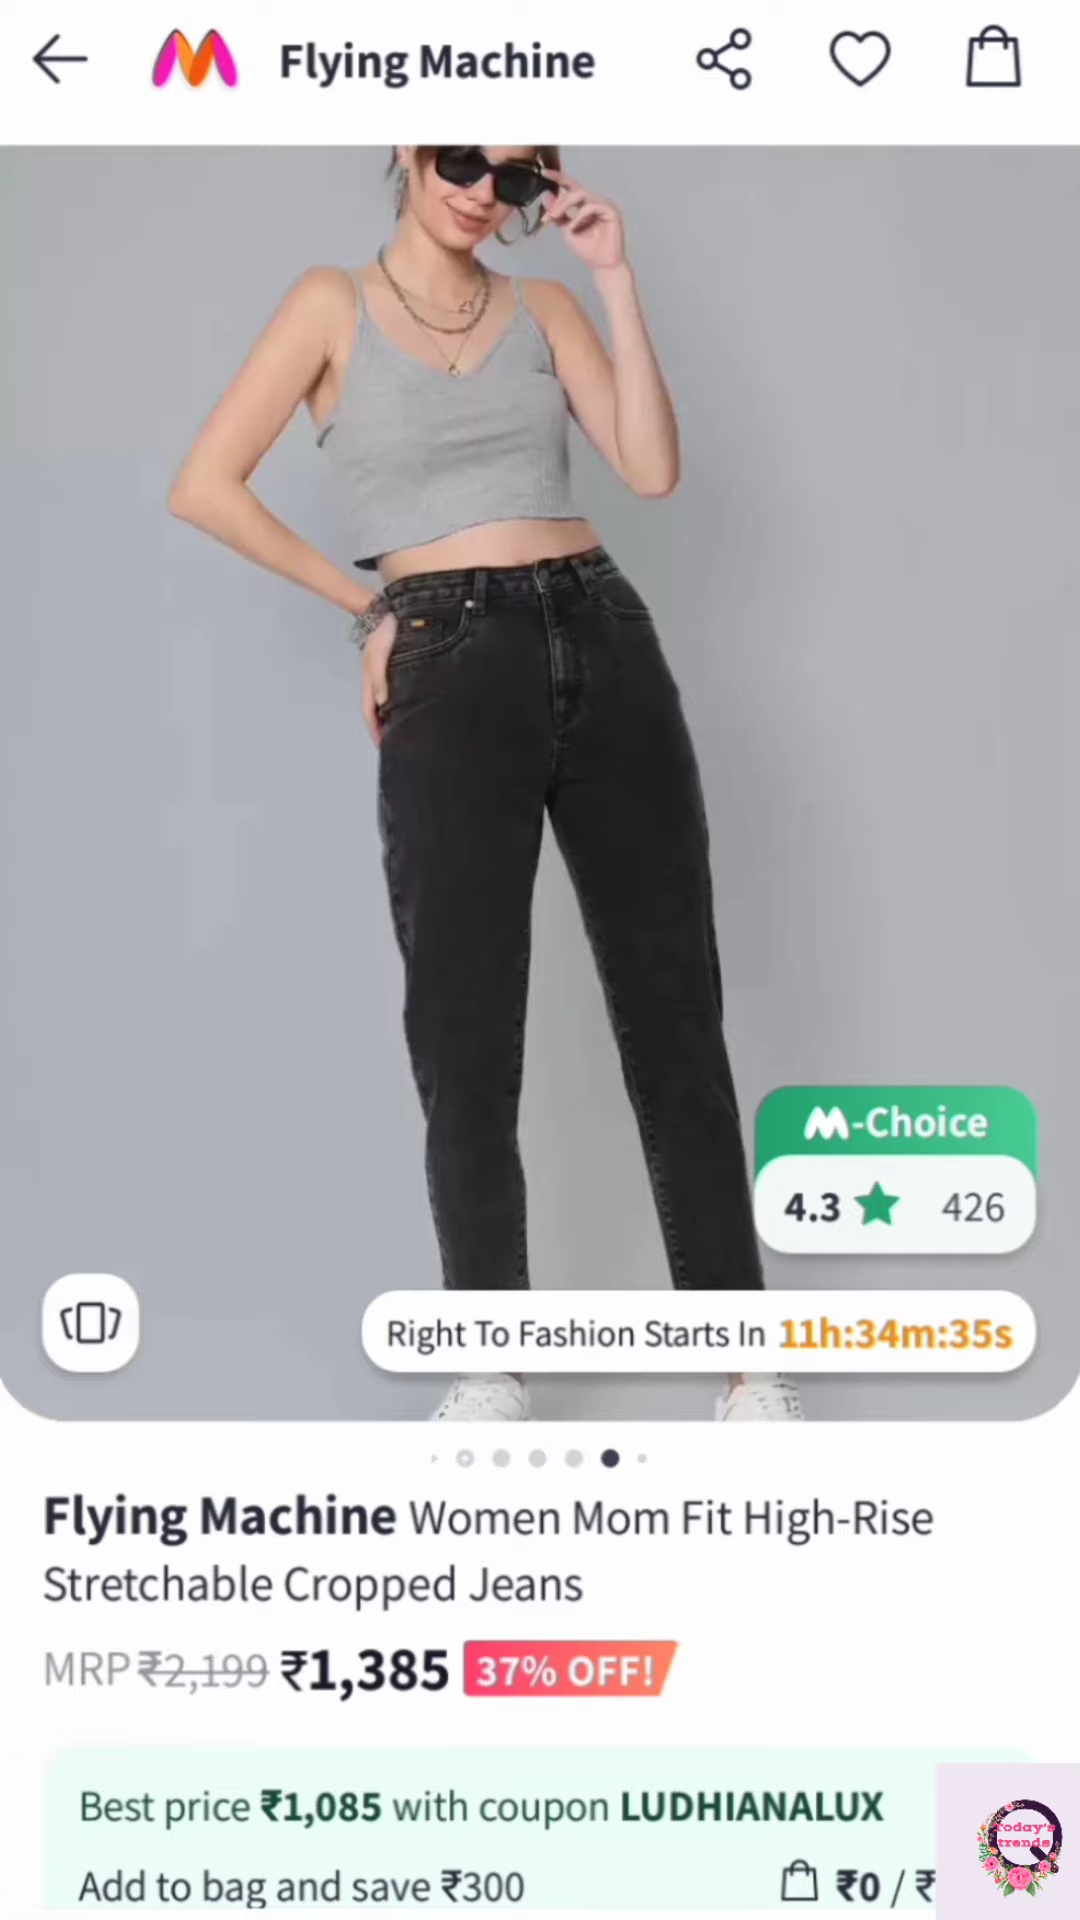 Flying Machine
M-Choice
4.3 426
Right To Fashion Starts In 11h:34m:35s
Flying Machine Women Mom Fit High-Rise
Stretchable Cropped Jeans
MRP ₹2,199 ₹1,385 37% OFF!
Best price ₹1,085 with coupon LUDHIANALUX
Add to bag and save ₹300 ₹0 / ₹
Today's
trends